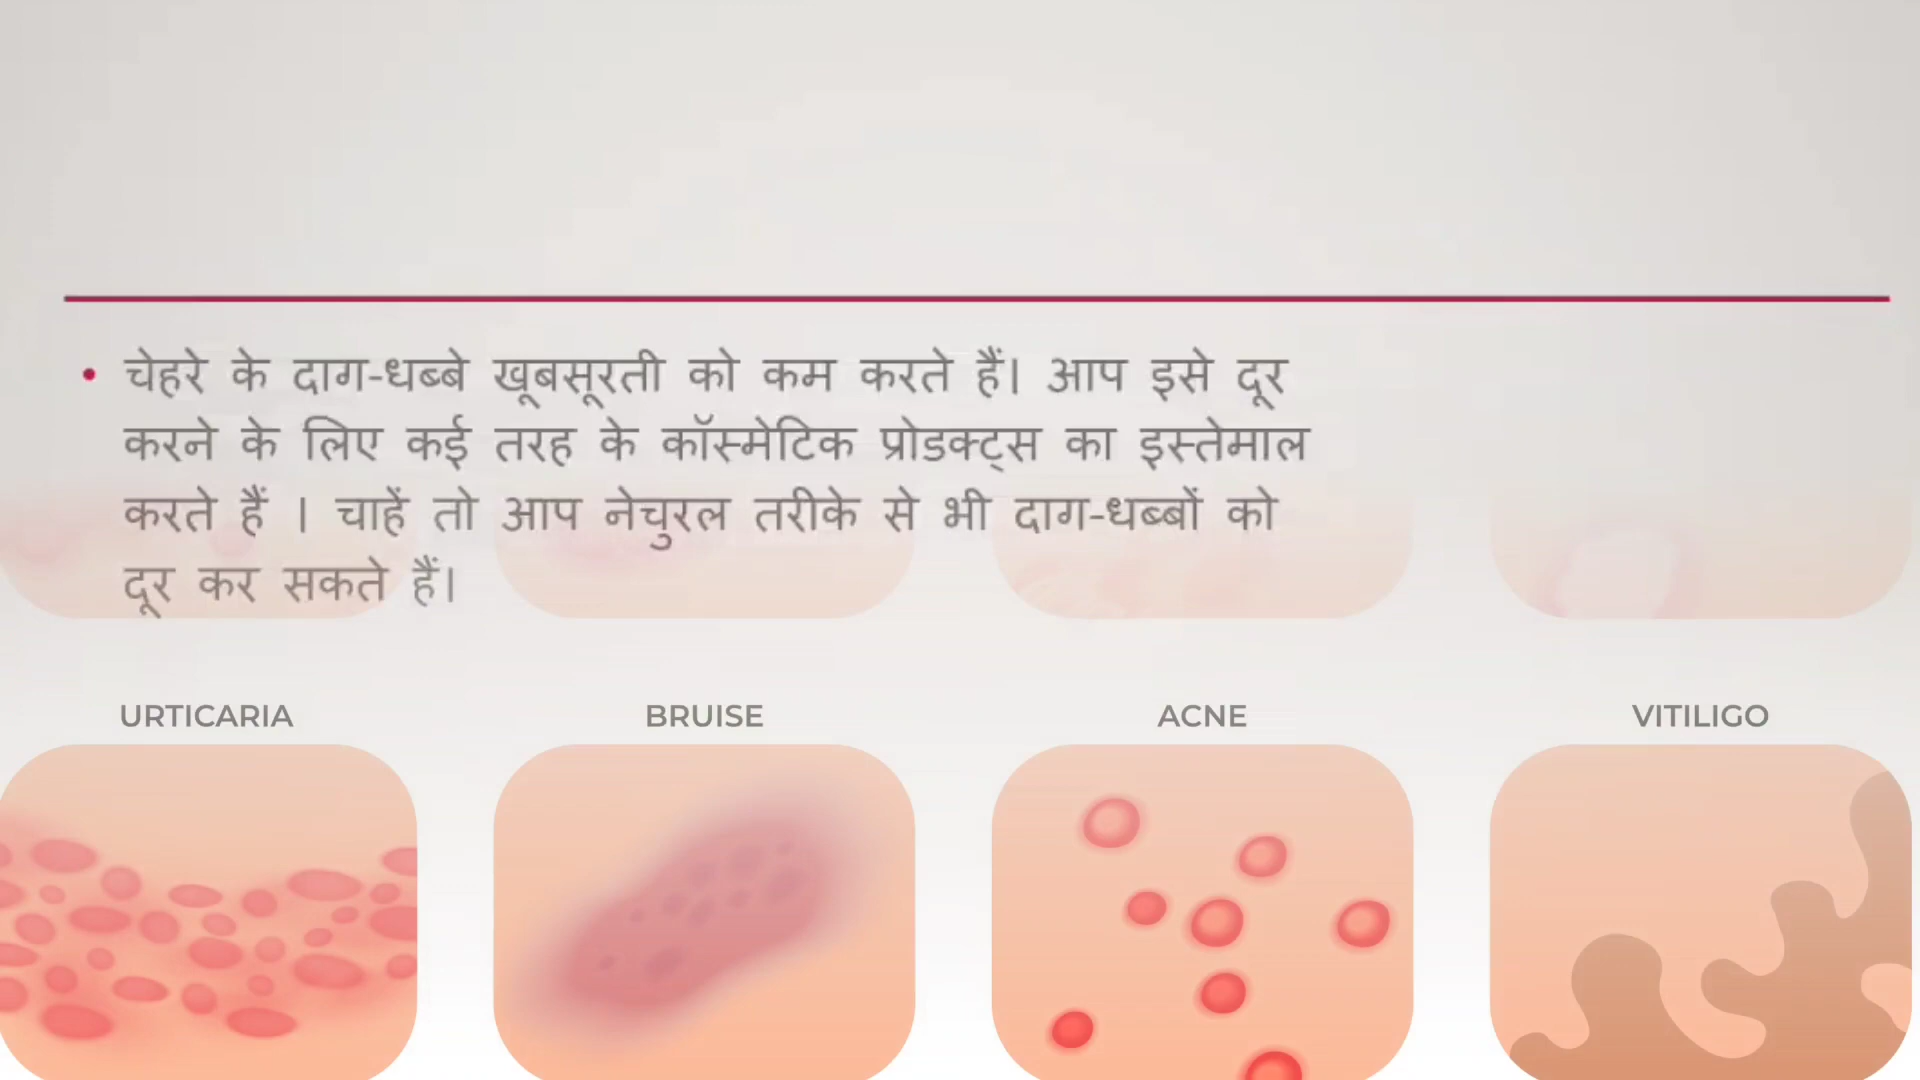 • चेहरे के दाग-धब्बे खूबसूरती को कम करते हैं। आप इसे दूर
करने के लिए कई तरह के कॉस्मेटिक प्रोडक्ट्स का इस्तेमाल
करते हैं । चाहें तो आप नेचुरल तरीके से भी दाग-धब्बों को
दूर कर सकते हैं।
URTICARIA BRUISE ACNE VITILIGO